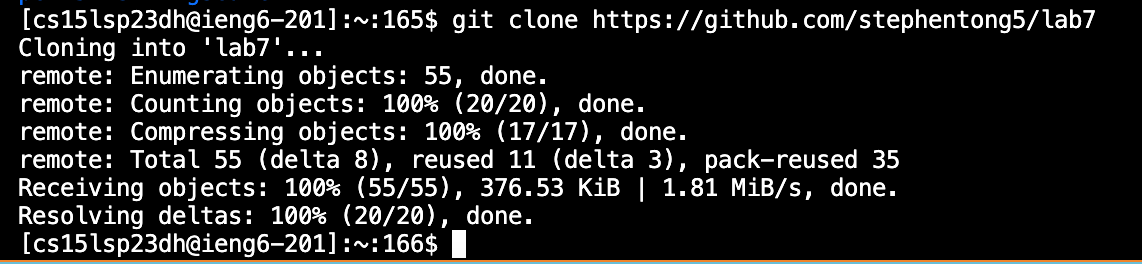 [cs15lsp23dh@ieng6-201]:~:165$ git clone https://github.com/stephentong5/lab7
Cloning into 'lab7'...
remote: Enumerating objects: 55, done.
remote: Counting objects: 100% (20/20), done.
remote: Compressing objects: 100% (17/17), done.
remote: Total 55 (delta 8), reused 11 (delta 3), pack-reused 35
Receiving objects: 100% (55/55), 376.53 KiB | 1.81 MiB/s, done.
Resolving deltas: 100% (20/20), done.
[cs15lsp23dh@ieng6-201]:~:166$